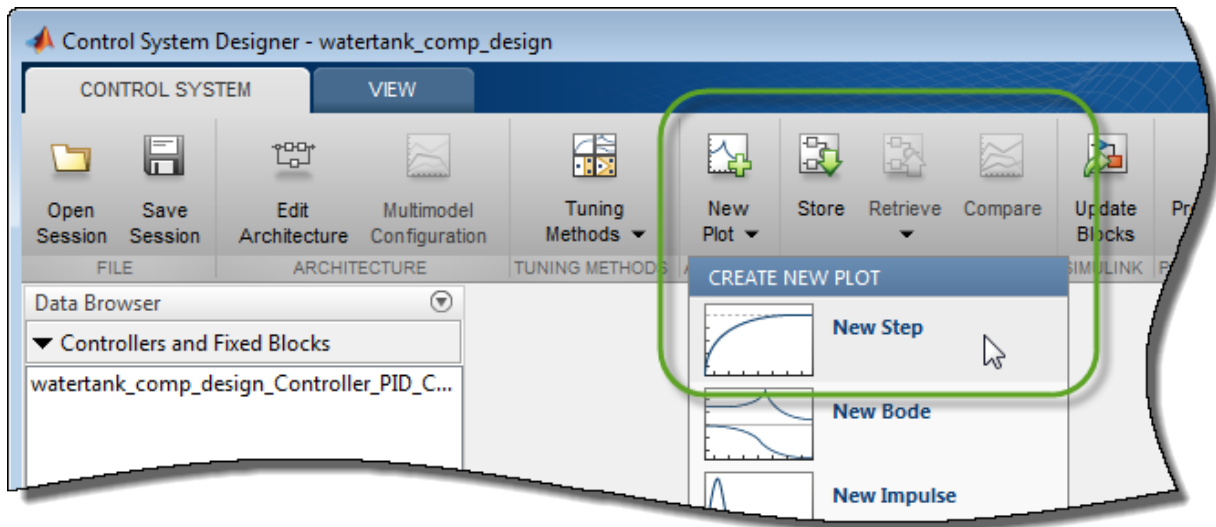 Control System Designer - watertank_comp_design
CONTROL SYSTEM VIEW
Open Session
Save Session
Edit Architecture
Multimodel Configuration
Tuning Methods
New Plot
Store
Retrieve
Compare
Update Blocks
FILE ARCHITECTURE TUNING METHODS SIMULINK
Data Browser
Controllers and Fixed Blocks
watertank_comp_design_Controller_PID_C...
CREATE NEW PLOT
New Step
New Bode
New Impulse